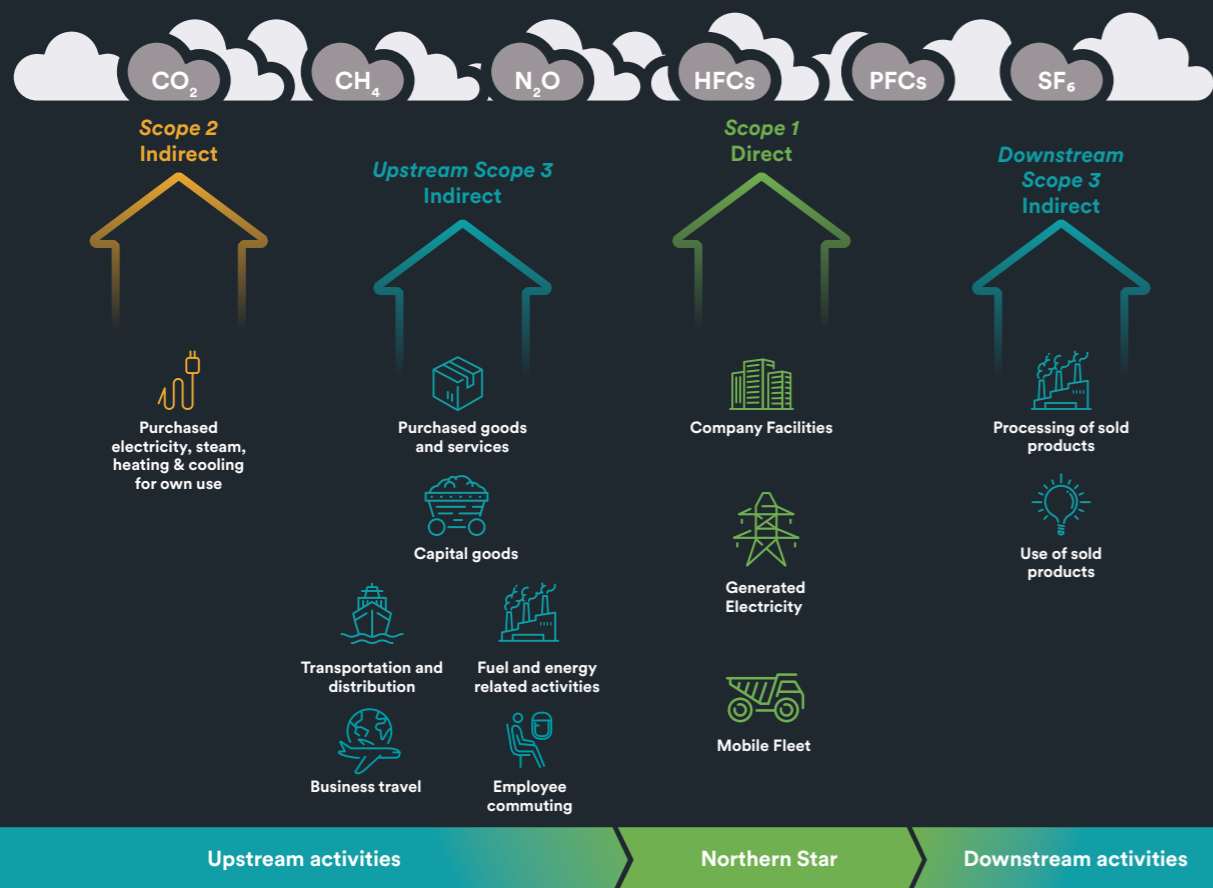 CO₂
CH₄
N₂O
HFCs
PFCs
SF₆
Scope 2
Indirect
Purchased
electricity, steam,
heating & cooling
for own use
Upstream Scope 3
Indirect
Purchased goods
and services
Capital goods
Transportation and
distribution
Fuel and energy
related activities
Business travel
Employee
commuting
Scope 1
Direct
Company Facilities
Generated
Electricity
Mobile Fleet
Downstream
Scope 3
Indirect
Processing of sold
products
Use of sold
products
Upstream activities
Northern Star
Downstream activities